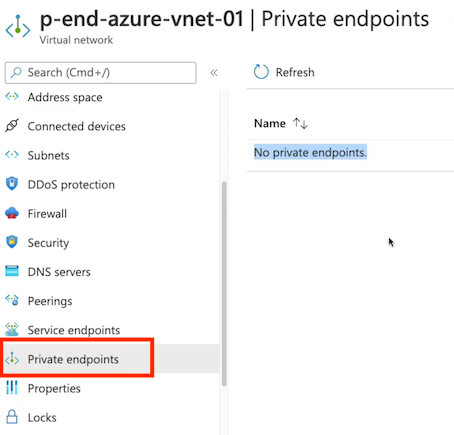 p-end-azure-vnet-01 | Private endpoints
Virtual network
Search (Cmd+/)
«
Refresh
Address space
Connected devices
Subnets
DDoS protection
Firewall
Security
DNS servers
Peerings
Service endpoints
Private endpoints
Properties
Locks
Name ↑↓
No private endpoints.